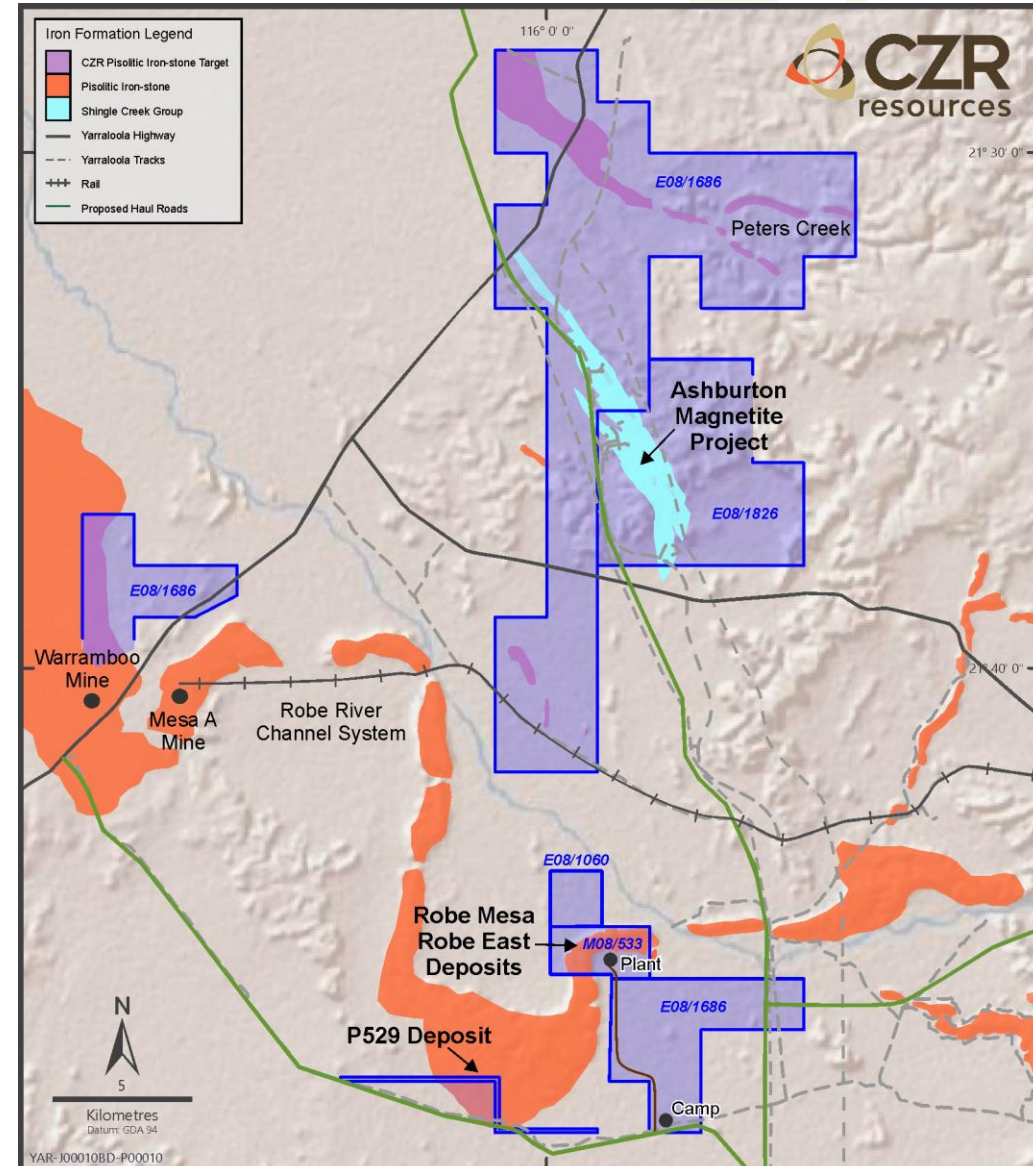 Iron Formation Legend
CZR Pisolitic Iron-stone Target
Pisolitic Iron-stone
Shingle Creek Group
Yarraloola Highway
Yarraloola Tracks
Rail
Proposed Haul Roads
116° 0' 0"
CZR
resources
21° 30' 0"
E08/1686
Peters Creek
Ashburton
Magnetite
Project
E08/1826
E08/1686
Warramboo
Mine
Mesa A
Mine
Robe River
Channel System
21° 40' 0"
E08/1060
Robe Mesa
Robe East
Deposits
M08/533
Plant
E08/1686
P529 Deposit
Camp
N
5
Kilometres
Datum: GDA 94
YAR-J00010BD-P00010